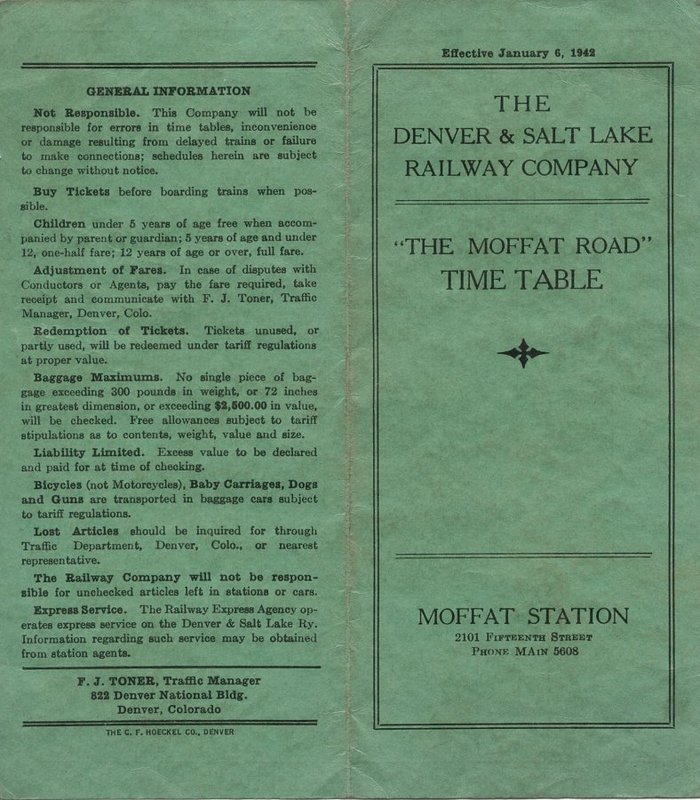 GENERAL INFORMATION
Not Responsible. This Company will not be
responsible for errors in time tables, inconvenience
or damage resulting from delayed trains or failure
to make connections; schedules herein are subject
to change without notice.
Buy Tickets before boarding trains when pos-
sible.
Children under 5 years of age free when accom-
panied by parent or guardian; 5 years of age and under
12, one-half fare; 12 years of age or over, full fare.
Adjustment of Fares. In case of disputes with
Conductors or Agents, pay the fare required, take
receipt and communicate with F. J. Toner, Traffic
Manager, Denver, Colo.
Redemption of Tickets. Tickets unused, or
partly used, will be redeemed under tariff regulations
at proper value.
Baggage Maximums. No single piece of bag-
gage exceeding 300 pounds in weight, or 72 inches
in greatest dimension, or exceeding $2,500.00 in value,
will be checked. Free allowances subject to tariff
stipulations as to contents, weight, value and size.
Liability Limited. Excess value to be declared
and paid for at time of checking.
Bicycles (not Motorcycles), Baby Carriages, Dogs
and Guns are transported in baggage cars subject
to tariff regulations.
Lost Articles should be inquired for through
Traffic Department, Denver, Colo., or nearest
representative.
The Railway Company will not be respon-
sible for unchecked articles left in stations or cars.
Express Service. The Railway Express Agency op-
erates express service on the Denver & Salt Lake Ry.
Information regarding such service may be obtained
from station agents.
F. J. TONER, Traffic Manager
822 Denver National Bldg.
Denver, Colorado
THE C. F. HOECKEL CO., DENVER
Effective January 6, 1942
THE
DENVER & SALT LAKE
RAILWAY COMPANY
"THE MOFFAT ROAD"
TIME TABLE
MOFFAT STATION
2101 FIFTEENTH STREET
PHONE MAIN 5608